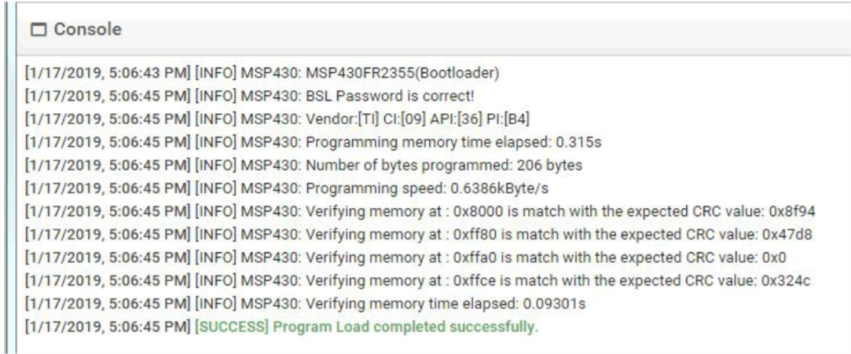 Console
[1/17/2019, 5:06:43 PM] [INFO] MSP430: MSP430FR2355(Bootloader)
[1/17/2019, 5:06:45 PM] [INFO] MSP430: BSL Password is correct!
[1/17/2019, 5:06:45 PM] [INFO] MSP430: Vendor:[TI] CI:[09] API:[36] PI:[B4]
[1/17/2019, 5:06:45 PM] [INFO] MSP430: Programming memory time elapsed: 0.315s
[1/17/2019, 5:06:45 PM] [INFO] MSP430: Number of bytes programmed: 206 bytes
[1/17/2019, 5:06:45 PM] [INFO] MSP430: Programming speed: 0.6386kByte/s
[1/17/2019, 5:06:45 PM] [INFO] MSP430: Verifying memory at : 0x8000 is match with the expected CRC value: 0x8f94
[1/17/2019, 5:06:45 PM] [INFO] MSP430: Verifying memory at : 0xff80 is match with the expected CRC value: 0x47d8
[1/17/2019, 5:06:45 PM] [INFO] MSP430: Verifying memory at : 0xffa0 is match with the expected CRC value: 0x0
[1/17/2019, 5:06:45 PM] [INFO] MSP430: Verifying memory at : 0xffce is match with the expected CRC value: 0x324c
[1/17/2019, 5:06:45 PM] [INFO] MSP430: Verifying memory time elapsed: 0.09301s
[1/17/2019, 5:06:45 PM] [SUCCESS] Program Load completed successfully.